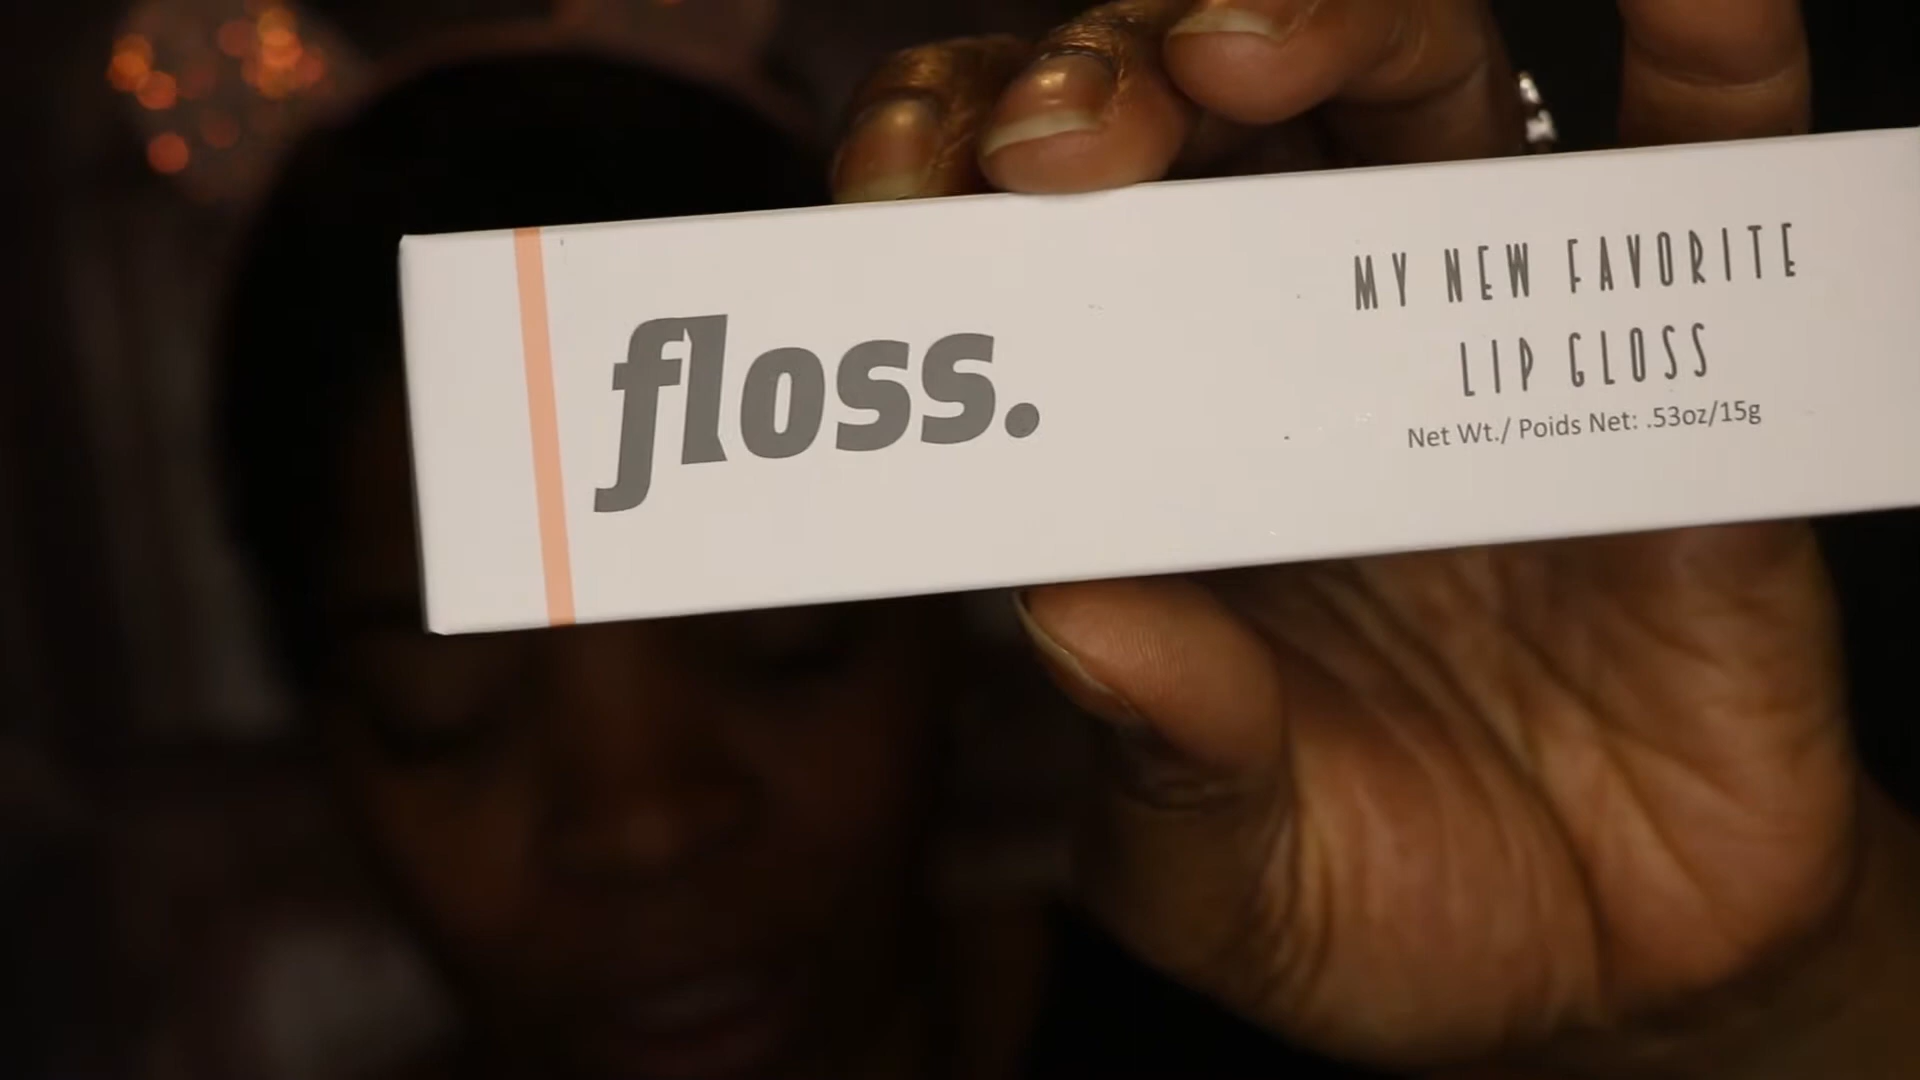 floss.
MY NEW FAVORITE
LIP GLOSS
Net Wt./ Poids Net: .53oz/15g